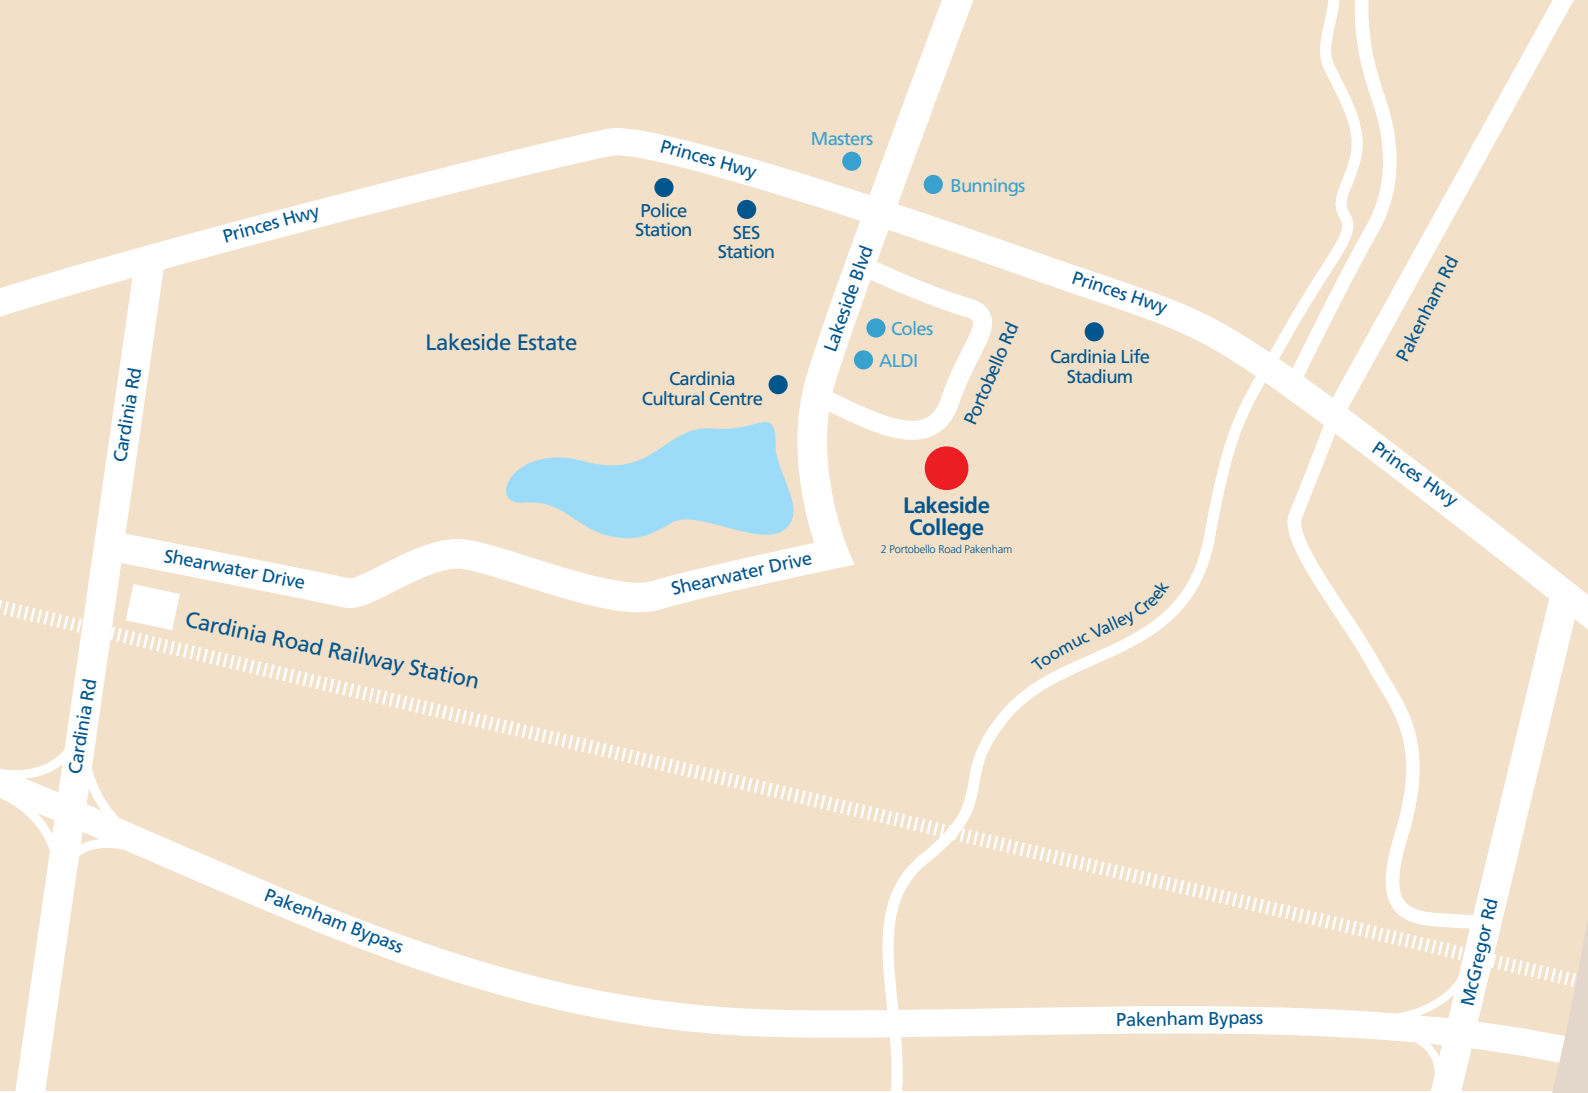 Masters
Princes Hwy
Bunnings
Police
Station
SES
Station
Princes Hwy
Lakeside Blvd
Princes Hwy
Pakenham Rd
Coles
ALDI
Portobello Rd
Cardinia Life
Stadium
Lakeside Estate
Cardinia
Cultural Centre
Cardinia Rd
Princes Hwy
Lakeside
College
2 Portobello Road Pakenham
Shearwater Drive
Shearwater Drive
Toomuc Valley Creek
Cardinia Road Railway Station
Cardinia Rd
Pakenham Bypass
McGregor Rd
Pakenham Bypass